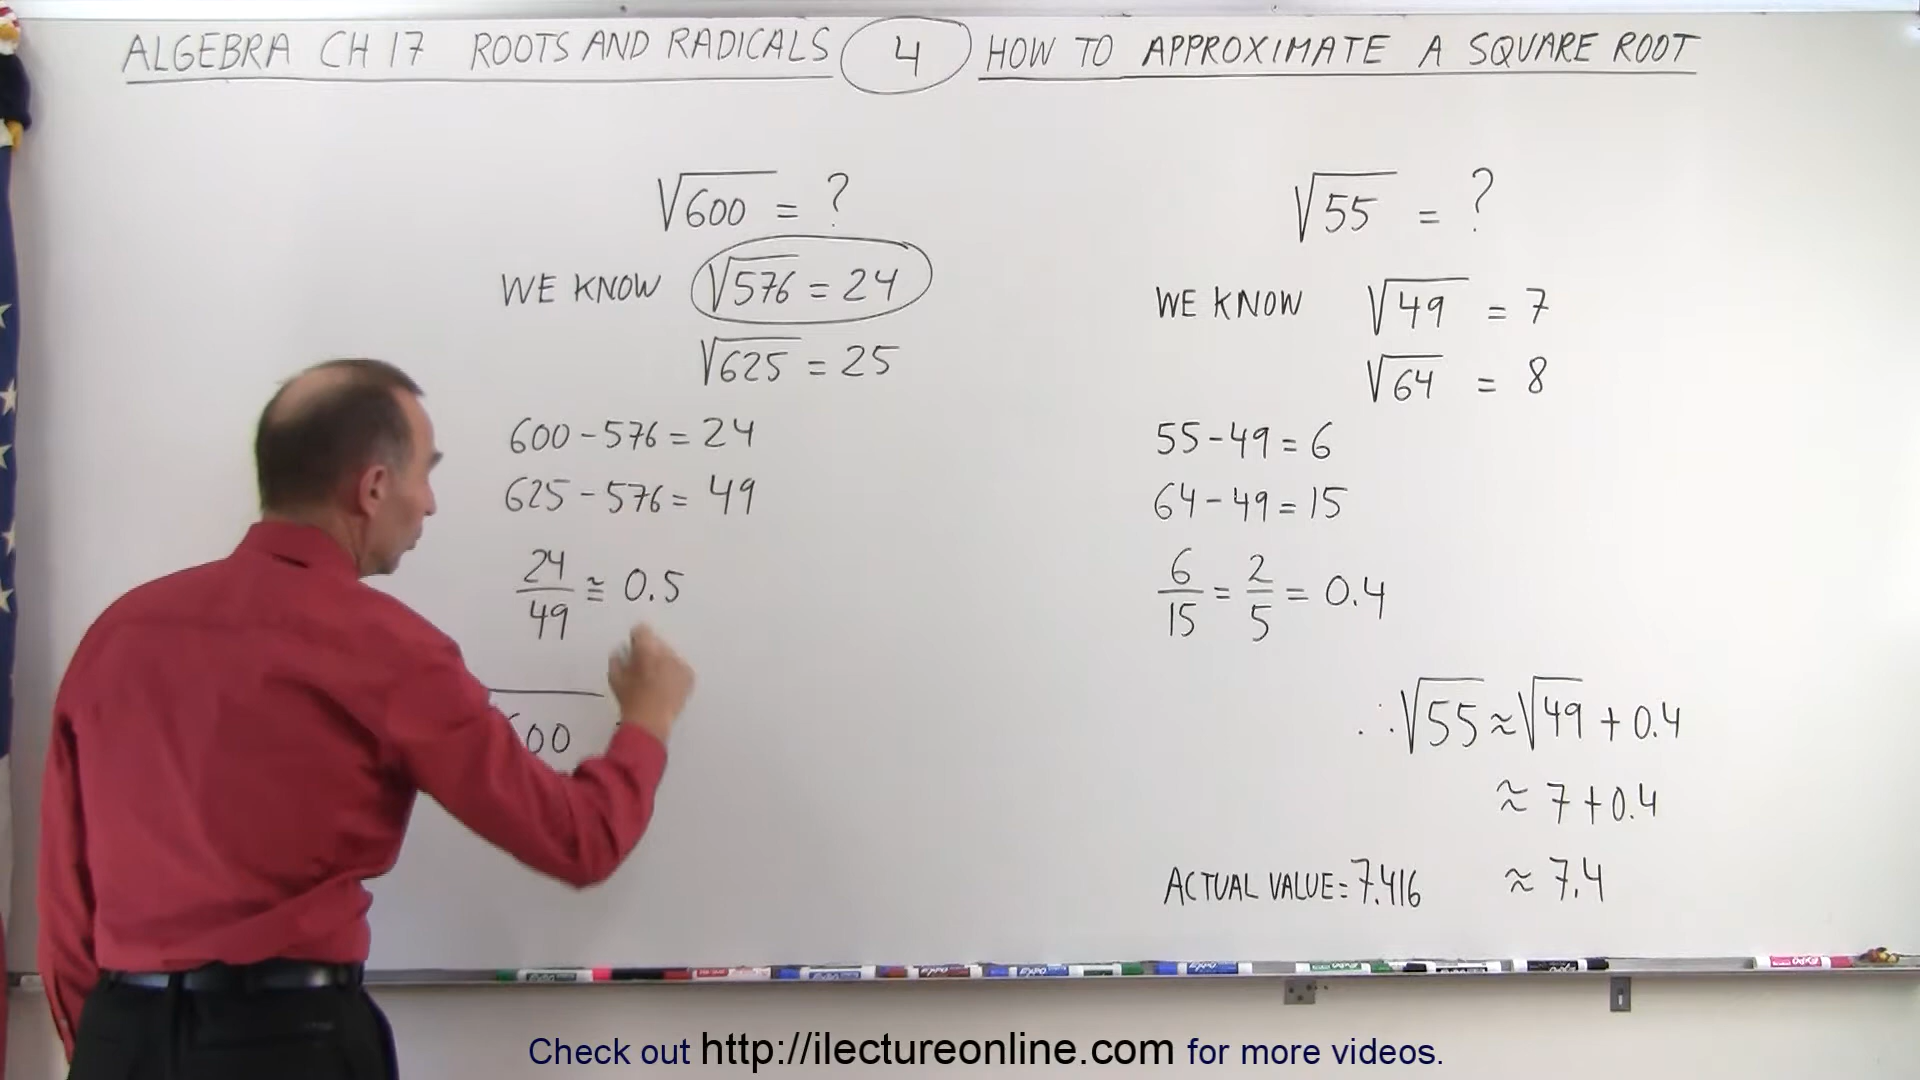 ALGEBRA CH 17 ROOTS AND RADICALS 4 HOW TO APPROXIMATE A SQUARE ROOT
√600 = ?
WE KNOW √576 = 24
√625 = 25
600 - 576 = 24
625 - 576 = 49
24/49 ≅ 0.5
600
√55 = ?
WE KNOW √49 = 7
√64 = 8
55 - 49 = 6
64 - 49 = 15
6/15 = 2/5 = 0.4
∴ √55 ≈ √49 + 0.4
≈ 7 + 0.4
ACTUAL VALUE = 7.416 ≈ 7.4
Check out http://ilectureonline.com for more videos.